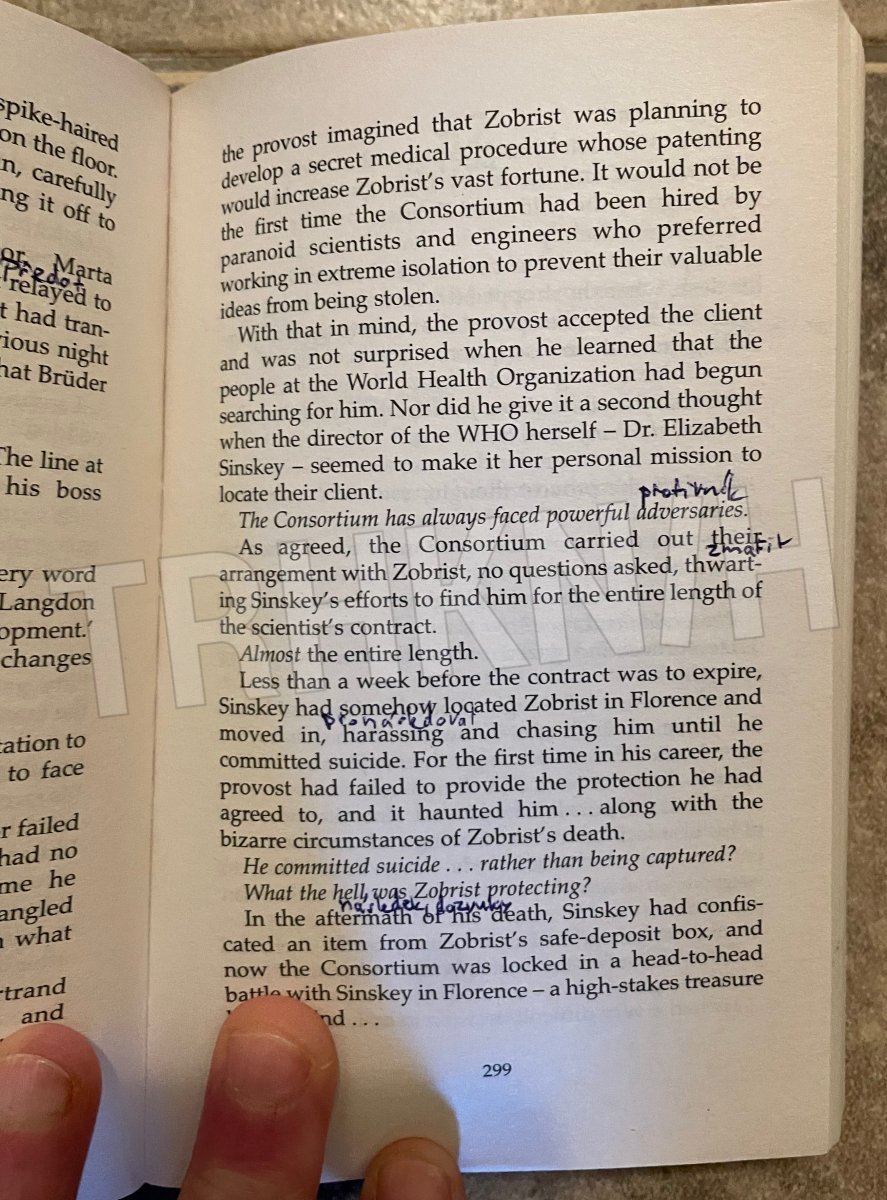 spike-haired
on the floor.
n, carefully
ng it off to
or. Marta
Předot
relayed to
t had tran-
rious night
hat Brüder
The line at
his boss
ery word
Langdon
opment.'
changes
tation to
to face
r failed
had no
me he
angled
n what
rtrand
and
the provost imagined that Zobrist was planning to
develop a secret medical procedure whose patenting
would increase Zobrist's vast fortune. It would not be
the first time the Consortium had been hired by
paranoid scientists and engineers who preferred
working in extreme isolation to prevent their valuable
ideas from being stolen.
With that in mind, the provost accepted the client
and was not surprised when he learned that the
people at the World Health Organization had begun
searching for him. Nor did he give it a second thought
when the director of the WHO herself – Dr. Elizabeth
Sinskey – seemed to make it her personal mission to
locate their client.
protivník
The Consortium has always faced powerful adversaries.
As agreed, the Consortium carried out their
zmařit
arrangement with Zobrist, no questions asked, thwart-
ing Sinskey's efforts to find him for the entire length of
the scientist's contract.
Almost the entire length.
Less than a week before the contract was to expire,
Sinskey had somehow located Zobrist in Florence and
pronásledovat
moved in, harassing and chasing him until he
committed suicide. For the first time in his career, the
provost had failed to provide the protection he had
agreed to, and it haunted him . . . along with the
bizarre circumstances of Zobrist's death.
He committed suicide . . . rather than being captured?
What the hell was Zobrist protecting?
následek, dozvuky
In the aftermath of his death, Sinskey had confis-
cated an item from Zobrist's safe-deposit box, and
now the Consortium was locked in a head-to-head
battle with Sinskey in Florence – a high-stakes treasure
nd . . .
299